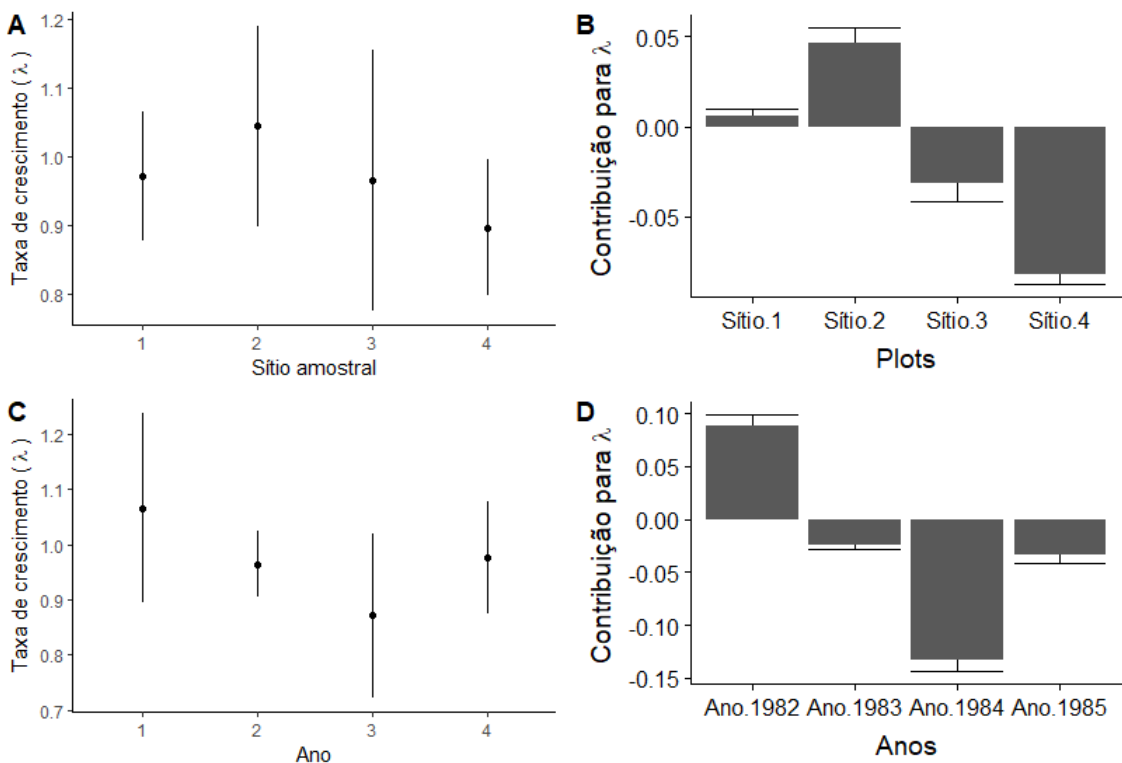 A
Taxa de crescimento ( λ )
1.2
1.1
1.0
0.9
0.8
1
2
3
4
Sítio amostral
B
Contribuição para λ
0.05
0.00
-0.05
Sítio.1
Sítio.2
Sítio.3
Sítio.4
Plots
C
Taxa de crescimento ( λ )
1.2
1.1
1.0
0.9
0.8
0.7
1
2
3
4
Ano
D
Contribuição para λ
0.10
0.05
0.00
-0.05
-0.10
-0.15
Ano.1982
Ano.1983
Ano.1984
Ano.1985
Anos